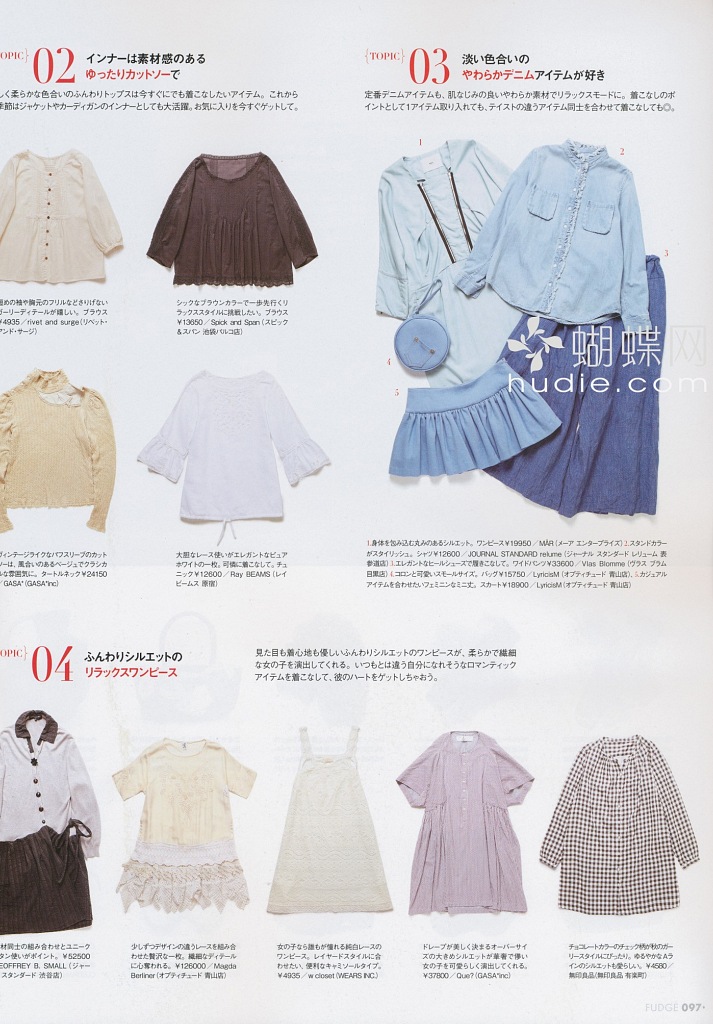 TOPIC} 02 インナーは素材感のある
ゆったりカットソーで
しく柔らかな色合いのふんわりトップスは今すぐにでも着こなしたいアイテム。これから
季節はジャケットやカーディガンのインナーとしても大活躍。お気に入りを今すぐゲットして。
{TOPIC} 03 淡い色合いの
やわらかデニムアイテムが好き
定番デニムアイテムも、肌なじみの良いやわらか素材でリラックスモードに。着こなしのポ
イントとして1アイテム取り入れても、テイストの違うアイテム同士を合わせて着こなしても◎。
1
2
3
4
5
蝴蝶网
hudie.com
短めの袖や胸元のフリルなどさりげない
ガーリーディテールが嬉しい。ブラウス
¥4935／rivet and surge（リベット・
アンド・サージ）
シックなブラウンカラーで一歩先行くリ
ラックススタイルに挑戦したい。ブラウス
¥13650／Spick and Span（スピック
＆スパン 池袋パルコ店）
ヴィンテージライクなパフスリーブのカット
ソーは、風合いのあるベージュでクラシカ
ルな雰囲気に。タートルネック¥24150
／GASA*（GASA*inc）
大胆なレース使いがエレガントなピュア
ホワイトの一枚。可憐に着こなして。チュ
ニック¥12600／Ray BEAMS（レイ
ビームス 原宿）
1.身体を包み込む丸みのあるシルエット。ワンピース¥19950／MÄR（メーア エンタープライズ）2.スタンドカラー
がスタイリッシュ。シャツ¥12600／JOURNAL STANDARD relume（ジャーナル スタンダード レリューム 表
参道店）3.エレガントなヒールシューズで履きこなして。ワイドパンツ¥33600／Vlas Blomme（ヴラス ブラム
目黒店）4.コロンと可愛いスモールサイズ。バッグ¥15750／LyricisM（オプティチュード 青山店）5.カジュアル
アイテムを合わせたいフェミニンなミニ丈。スカート¥18900／LyricisM（オプティチュード 青山店）
TOPIC} 04 ふんわりシルエットの
リラックスワンピース
見た目も着心地も優しいふんわりシルエットのワンピースが、柔らかで繊細
な女の子を演出してくれる。いつもとは違う自分になれそうなロマンティック
アイテムを着こなして、彼のハートをゲットしちゃおう。
材同士の組み合わせとユニーク
タン使いがポイント。¥52500
EOFFREY B. SMALL（ジャー
スタンダード 渋谷店）
少しずつデザインの違うレースを組み合
わせた贅沢な一枚。繊細なディテール
に心奪われる。¥126000／Magda
Berliner（オプティチュード 青山店）
女の子なら誰もが憧れる純白レースの
ワンピース。レイヤードスタイルに合
わせたい、便利なキャミソールタイプ。
¥4935／w closet（WEARS INC.）
ドレープが美しく決まるオーバーサイ
ズの大きめシルエットが華奢で儚い
女の子を可愛らしく演出してくれる。
¥37800／Que?（GASA*inc）
チョコレートカラーのチェック柄が秋のガー
リースタイルにぴったり。ゆるやかなAラ
インのシルエットも愛らしい。¥4580／
無印良品（無印良品 有楽町）
FUDGE 097